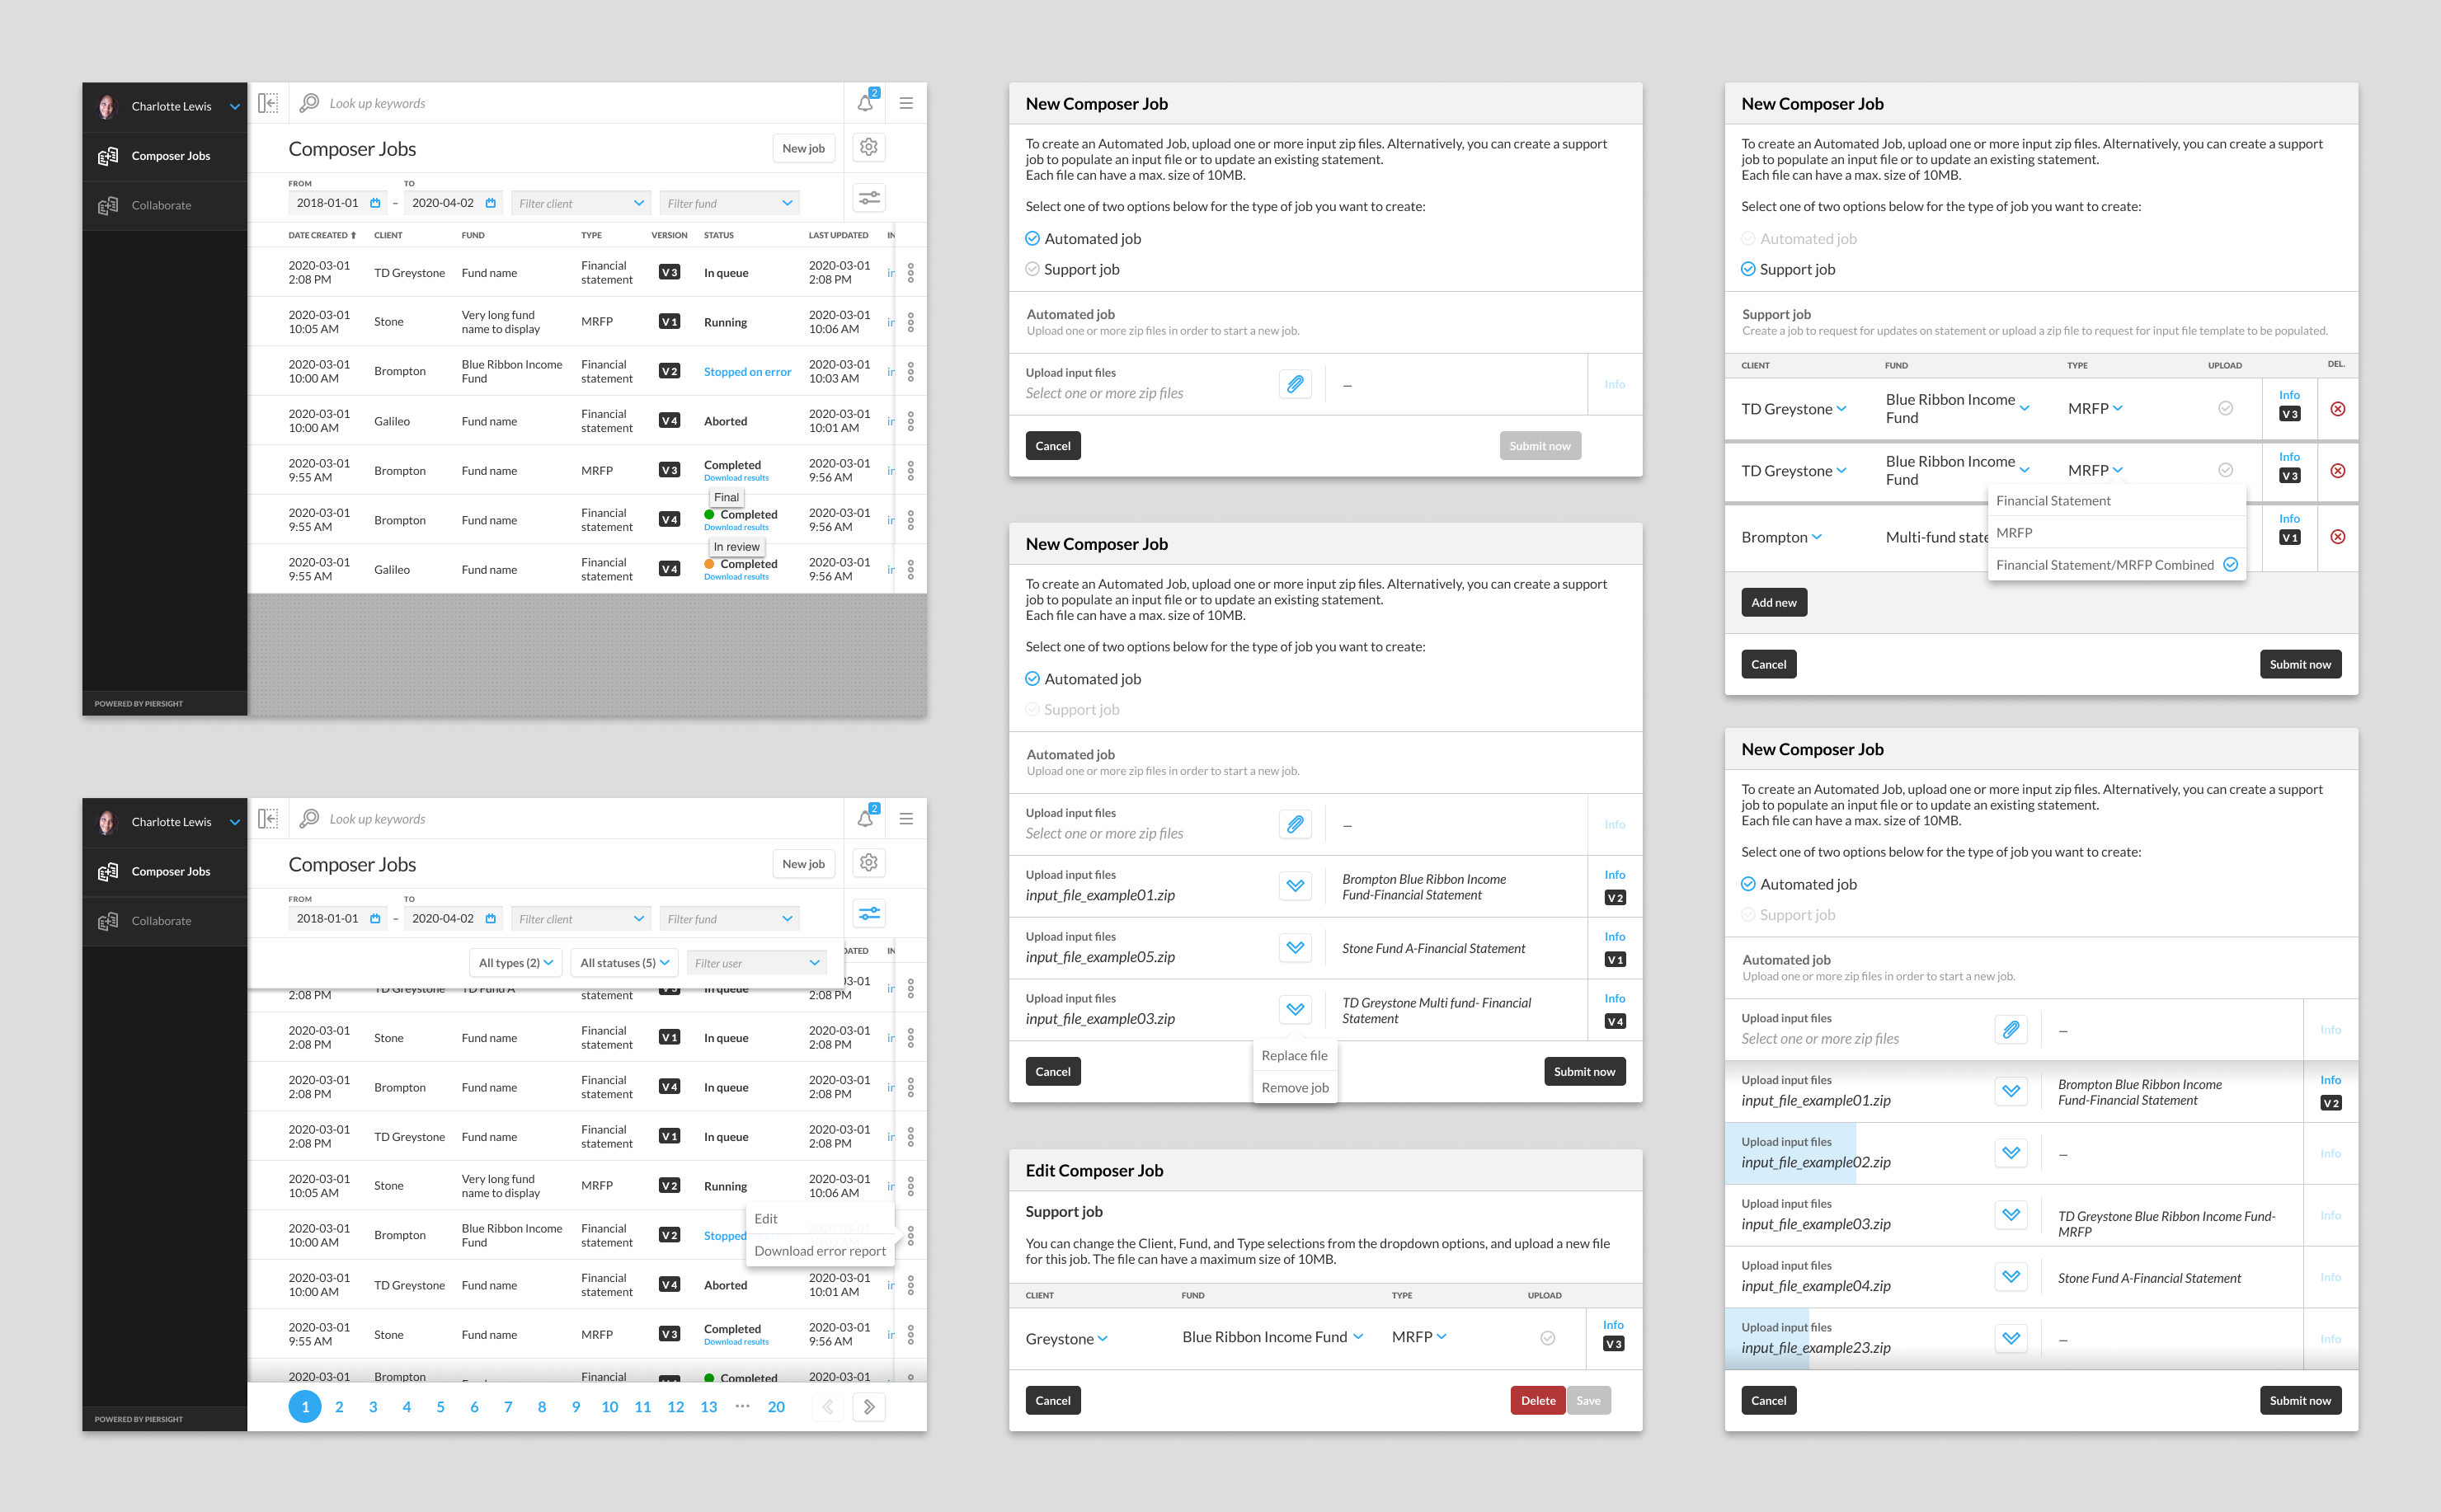 Charlotte Lewis
Composer Jobs
Collaborate
POWERED BY PIERSIGHT
Look up keywords
2
Composer Jobs
New job
FROM
TO
2018-01-01 – 2020-04-02 Filter client Filter fund
DATE CREATED CLIENT FUND TYPE VERSION STATUS LAST UPDATED IN
2020-03-01 2:08 PM TD Greystone Fund name Financial statement V 3 In queue 2020-03-01 2:08 PM
2020-03-01 10:05 AM Stone Very long fund name to display MRFP V 1 Running 2020-03-01 10:06 AM
2020-03-01 10:00 AM Brompton Blue Ribbon Income Fund Financial statement V 2 Stopped on error 2020-03-01 10:03 AM
2020-03-01 10:00 AM Galileo Fund name Financial statement V 4 Aborted 2020-03-01 10:01 AM
2020-03-01 9:55 AM Brompton Fund name MRFP V 3 Completed Download results 2020-03-01 9:56 AM
Final
2020-03-01 9:55 AM Brompton Fund name Financial statement V 4 Completed Download results 2020-03-01 9:56 AM
In review
2020-03-01 9:55 AM Galileo Fund name Financial statement V 4 Completed Download results 2020-03-01 9:56 AM
Charlotte Lewis
Composer Jobs
Collaborate
POWERED BY PIERSIGHT
Look up keywords
2
Composer Jobs
New job
FROM
TO
2018-01-01 – 2020-04-02 Filter client Filter fund
All types (2) All statuses (5) Filter user
DATED IN
2:08 PM TD Greystone TD Fund A statement In queue 2:08 PM
2020-03-01 2:08 PM Stone Fund name Financial statement V 1 In queue 2020-03-01 2:08 PM
2020-03-01 2:08 PM Brompton Fund name Financial statement V 4 In queue 2020-03-01 2:08 PM
2020-03-01 2:08 PM TD Greystone Fund name Financial statement V 1 In queue 2020-03-01 2:08 PM
2020-03-01 10:05 AM Stone Very long fund name to display MRFP V 2 Running 2020-03-01 10:06 AM
2020-03-01 10:00 AM Brompton Blue Ribbon Income Fund Financial statement V 2 Stopped
Edit
Download error report
2020-03-01 10:00 AM TD Greystone Fund name Financial statement V 4 Aborted 2020-03-01 10:01 AM
2020-03-01 9:55 AM Stone Fund name MRFP V 3 Completed Download results 2020-03-01 9:56 AM
2020-03-01 Brompton Financial Completed 2020-03-01
1 2 3 4 5 6 7 8 9 10 11 12 13 ··· 20
New Composer Job
To create an Automated Job, upload one or more input zip files. Alternatively, you can create a support
job to populate an input file or to update an existing statement.
Each file can have a max. size of 10MB.
Select one of two options below for the type of job you want to create:
Automated job
Support job
Automated job
Upload one or more zip files in order to start a new job.
Upload input files
Select one or more zip files – Info
Cancel Submit now
New Composer Job
To create an Automated Job, upload one or more input zip files. Alternatively, you can create a support
job to populate an input file or to update an existing statement.
Each file can have a max. size of 10MB.
Select one of two options below for the type of job you want to create:
Automated job
Support job
Automated job
Upload one or more zip files in order to start a new job.
Upload input files
Select one or more zip files – Info
Upload input files
input_file_example01.zip Brompton Blue Ribbon Income Fund-Financial Statement Info V 2
Upload input files
input_file_example05.zip Stone Fund A-Financial Statement Info V 1
Upload input files
input_file_example03.zip TD Greystone Multi fund- Financial Statement Info V 4
Replace file
Remove job
Cancel Submit now
Edit Composer Job
Support job
You can change the Client, Fund, and Type selections from the dropdown options, and upload a new file
for this job. The file can have a maximum size of 10MB.
CLIENT FUND TYPE UPLOAD
Greystone Blue Ribbon Income Fund MRFP Info V 3
Cancel Delete Save
New Composer Job
To create an Automated Job, upload one or more input zip files. Alternatively, you can create a support
job to populate an input file or to update an existing statement.
Each file can have a max. size of 10MB.
Select one of two options below for the type of job you want to create:
Automated job
Support job
Support job
Create a job to request for updates on statement or upload a zip file to request for input file template to be populated.
CLIENT FUND TYPE UPLOAD DEL.
TD Greystone Blue Ribbon Income Fund MRFP Info V 3
TD Greystone Blue Ribbon Income Fund MRFP Info V 3
Financial Statement
MRFP
Financial Statement/MRFP Combined
Brompton Multi-fund state Info V 1
Add new
Cancel Submit now
New Composer Job
To create an Automated Job, upload one or more input zip files. Alternatively, you can create a support
job to populate an input file or to update an existing statement.
Each file can have a max. size of 10MB.
Select one of two options below for the type of job you want to create:
Automated job
Support job
Automated job
Upload one or more zip files in order to start a new job.
Upload input files
Select one or more zip files – Info
Upload input files
input_file_example01.zip Brompton Blue Ribbon Income Fund-Financial Statement Info V 2
Upload input files
input_file_example02.zip – Info
Upload input files
input_file_example03.zip TD Greystone Blue Ribbon Income Fund-MRFP Info
Upload input files
input_file_example04.zip Stone Fund A-Financial Statement Info
Upload input files
input_file_example23.zip – Info
Cancel Submit now